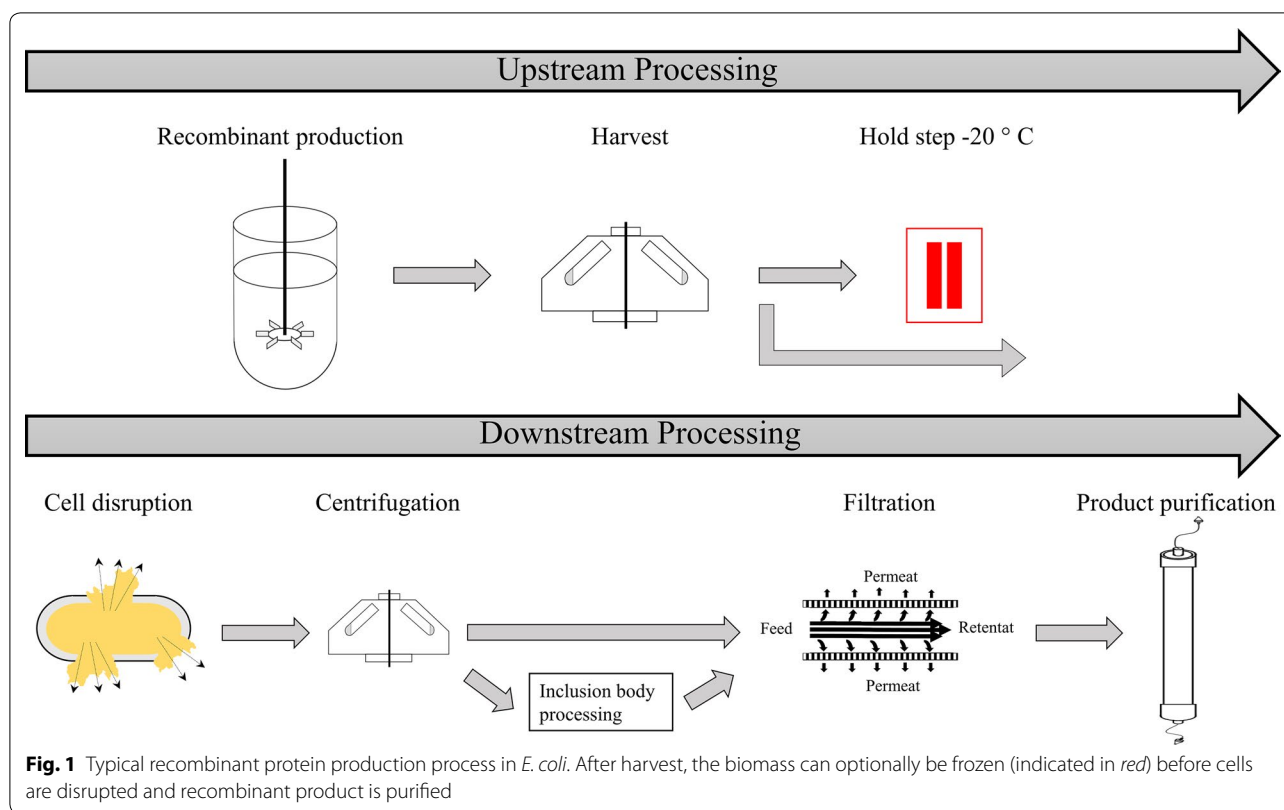 Upstream Processing
Recombinant production
Harvest
Hold step -20 ° C
Downstream Processing
Cell disruption
Centrifugation
Filtration
Product purification
Permeat
Feed
Retentat
Permeat
Inclusion body
processing
Fig. 1 Typical recombinant protein production process in E. coli. After harvest, the biomass can optionally be frozen (indicated in red) before cells
are disrupted and recombinant product is purified